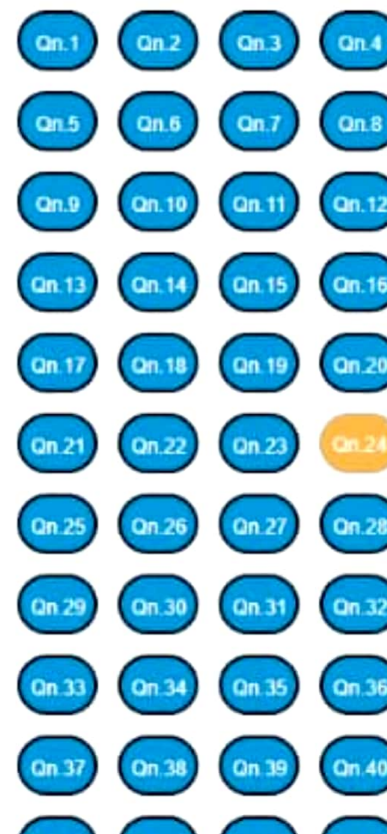 Qn.1 Qn.2 Qn.3 Qn.4
Qn.5 Qn.6 Qn.7 Qn.8
Qn.9 Qn.10 Qn.11 Qn.12
Qn.13 Qn.14 Qn.15 Qn.16
Qn.17 Qn.18 Qn.19 Qn.20
Qn.21 Qn.22 Qn.23 Qn.24
Qn.25 Qn.26 Qn.27 Qn.28
Qn.29 Qn.30 Qn.31 Qn.32
Qn.33 Qn.34 Qn.35 Qn.36
Qn.37 Qn.38 Qn.39 Qn.40